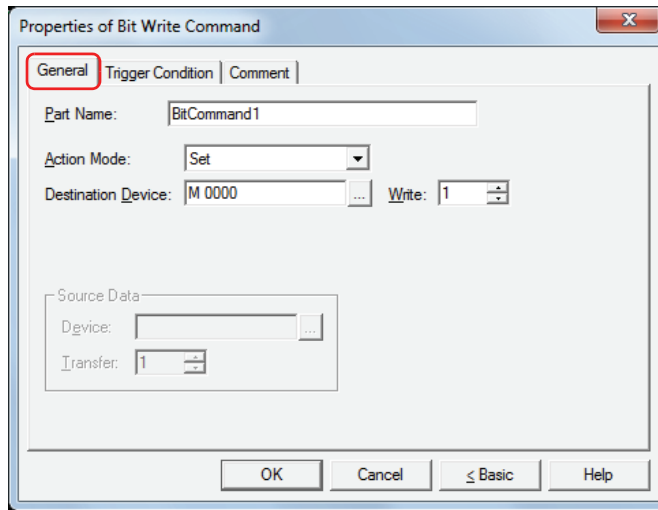 Properties of Bit Write Command
General Trigger Condition Comment
Part Name: BitCommand1
Action Mode: Set
Destination Device: M 0000 ... Write: 1
Source Data
Device: ...
Transfer: 1
OK Cancel ≤ Basic Help